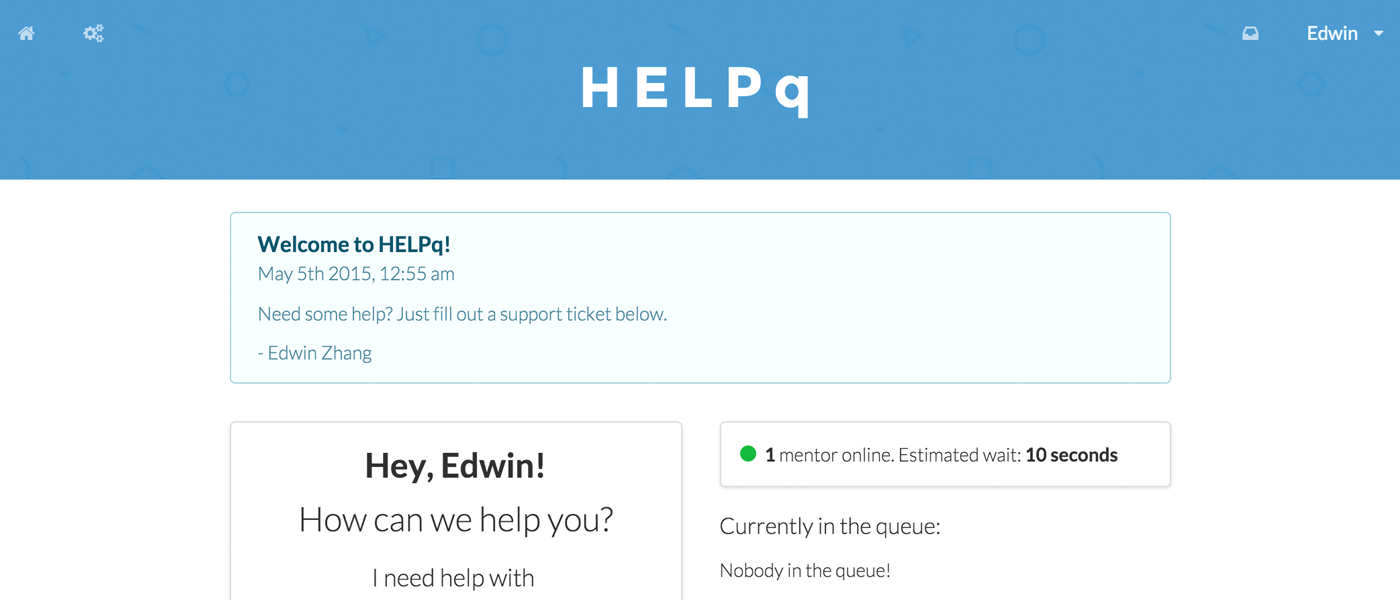 Edwin
HELPq
Welcome to HELPq!
May 5th 2015, 12:55 am
Need some help? Just fill out a support ticket below.
- Edwin Zhang
Hey, Edwin!
How can we help you?
I need help with
1 mentor online. Estimated wait: 10 seconds
Currently in the queue:
Nobody in the queue!